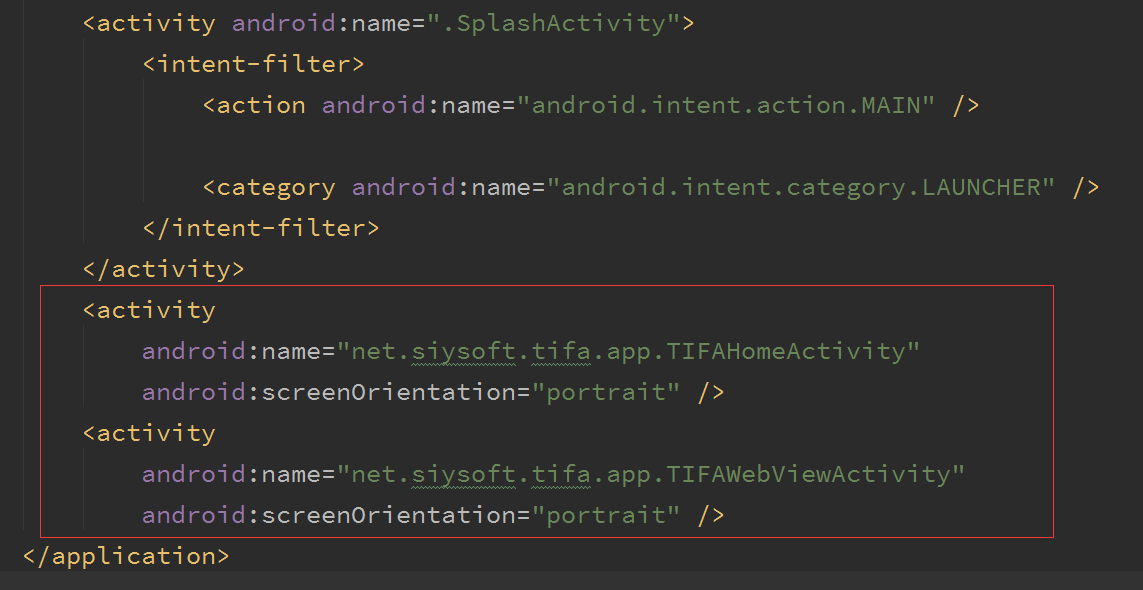 <activity android:name=".SplashActivity">
<intent-filter>
<action android:name="android.intent.action.MAIN" />
<category android:name="android.intent.category.LAUNCHER" />
</intent-filter>
</activity>
<activity
android:name="net.siysoft.tifa.app.TIFAHomeActivity"
android:screenOrientation="portrait" />
<activity
android:name="net.siysoft.tifa.app.TIFAWebViewActivity"
android:screenOrientation="portrait" />
</application>